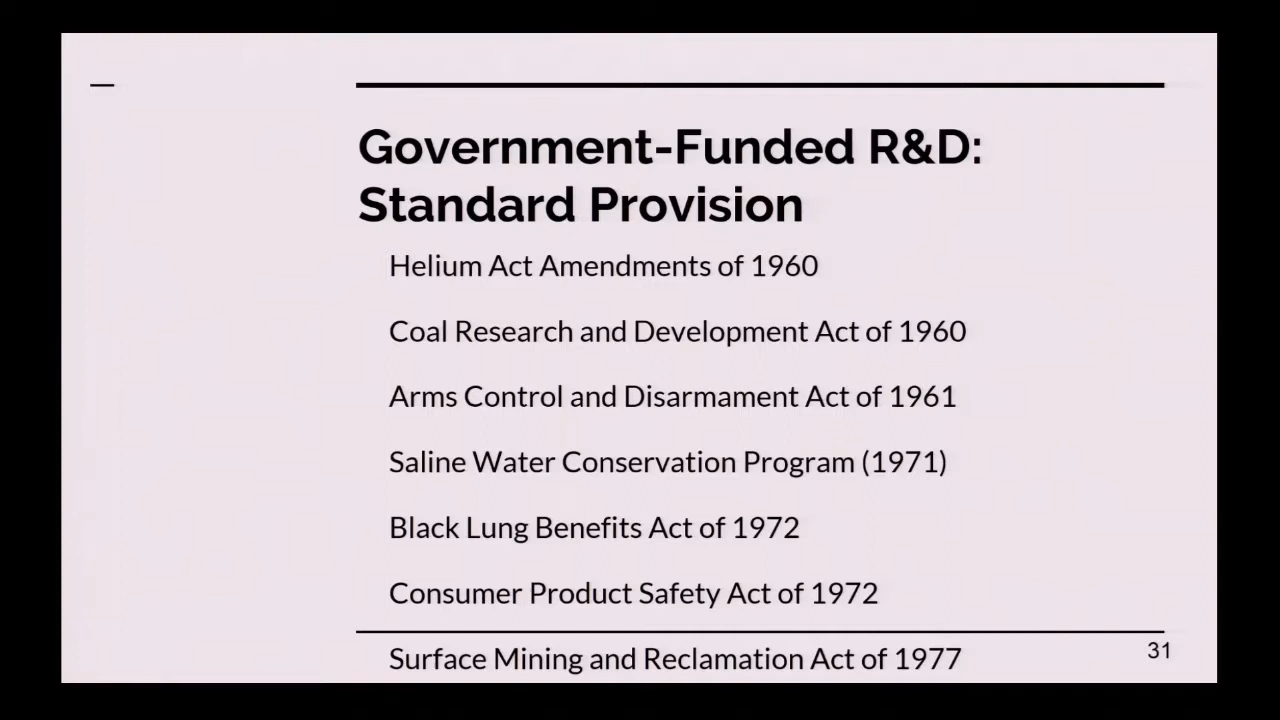 Government-Funded R&D:
Standard Provision
Helium Act Amendments of 1960
Coal Research and Development Act of 1960
Arms Control and Disarmament Act of 1961
Saline Water Conservation Program (1971)
Black Lung Benefits Act of 1972
Consumer Product Safety Act of 1972
Surface Mining and Reclamation Act of 1977
31